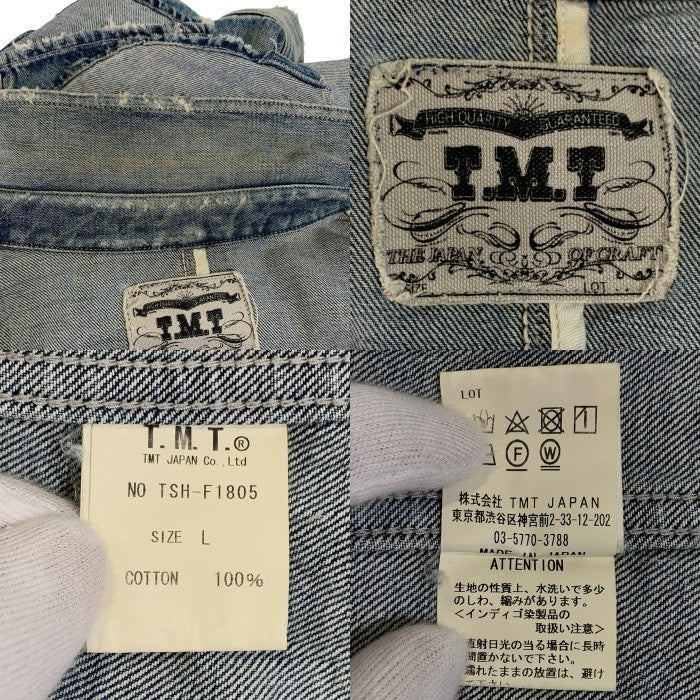 HIGH QUARITY GUARANTEED
T.M.T
HIGH QUARITY GUARANTEED
T.M.T
THE JAPAN OF CRAFT
SIZE LOT
T.M.T.®
TMT JAPAN Co., Ltd
NO TSH-F1805
SIZE L
COTTON 100%
LOT
F W
株式会社 TMT JAPAN
東京都渋谷区神宮前2-33-12-202
03-5770-3788
MADE IN JAPAN
ATTENTION
生地の性質上、水洗いで多少
のしわ、縮みがあります。
<インディゴ染製品の
取扱い注意>
直射日光の当る場合に長時
間置かないで下さい。
濡れたままの放置は、避け
て下さい。